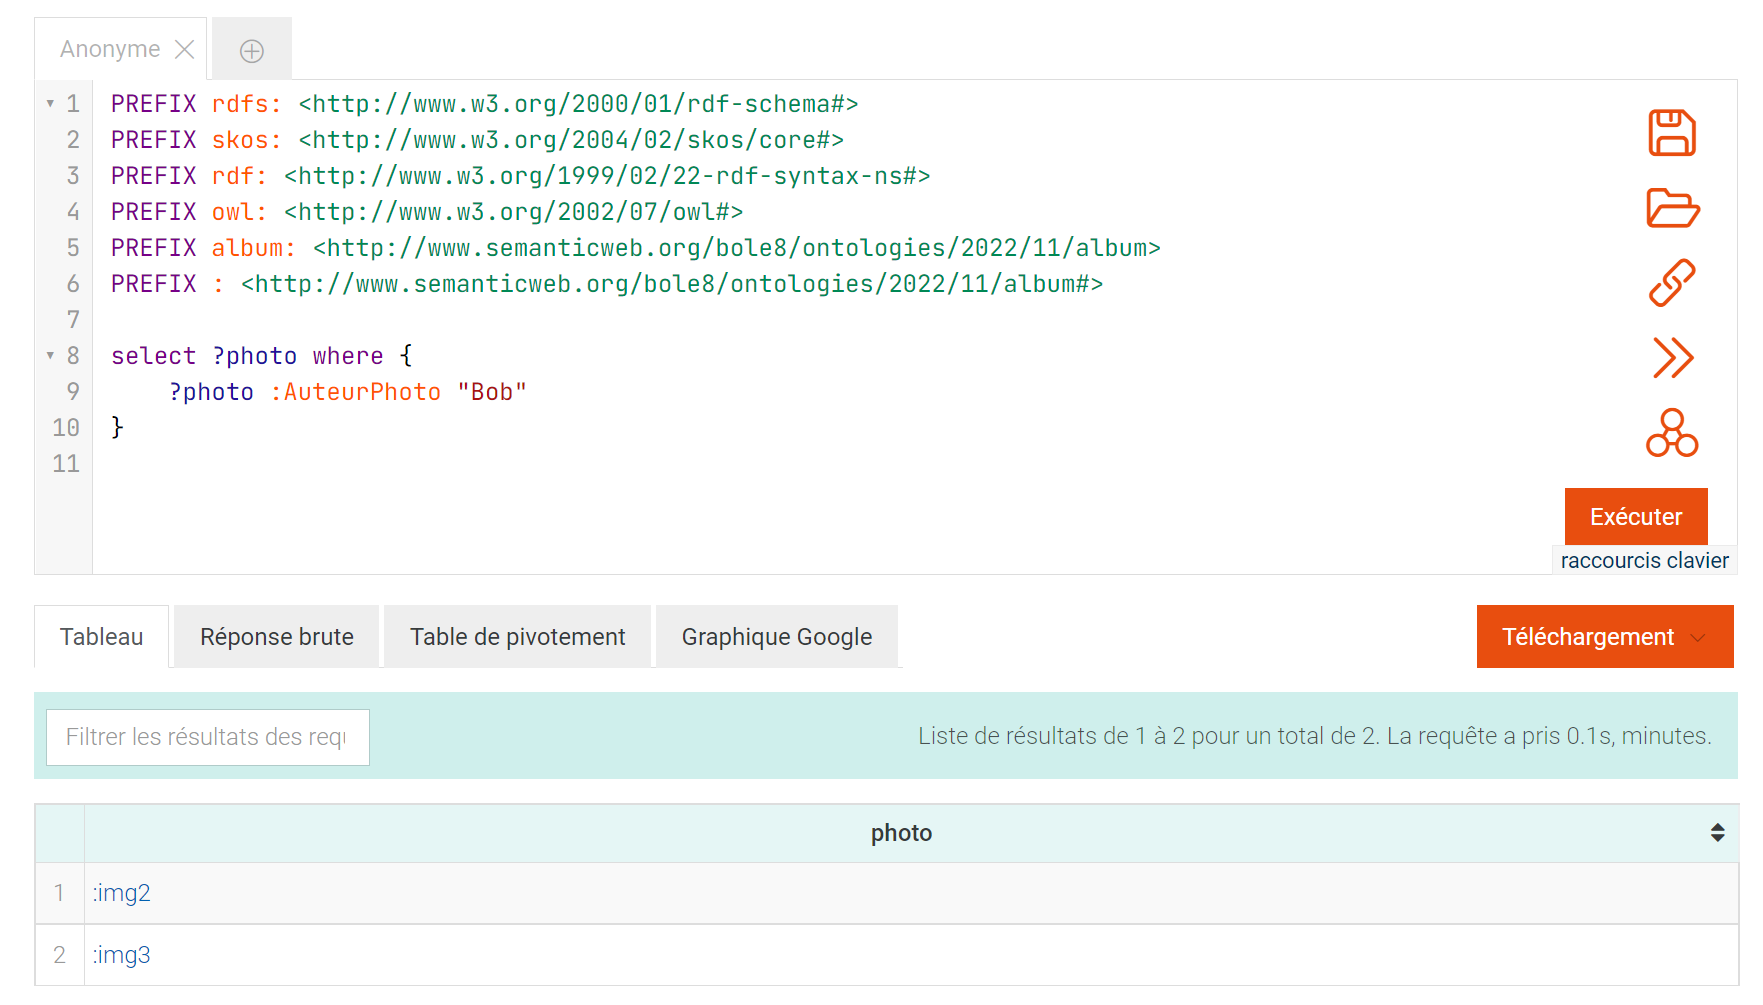 Anonyme
1 PREFIX rdfs: <http://www.w3.org/2000/01/rdf-schema#>
2 PREFIX skos: <http://www.w3.org/2004/02/skos/core#>
3 PREFIX rdf: <http://www.w3.org/1999/02/22-rdf-syntax-ns#>
4 PREFIX owl: <http://www.w3.org/2002/07/owl#>
5 PREFIX album: <http://www.semanticweb.org/bole8/ontologies/2022/11/album>
6 PREFIX : <http://www.semanticweb.org/bole8/ontologies/2022/11/album#>
7
8 select ?photo where {
9 ?photo :AuteurPhoto "Bob"
10 }
11
Exécuter
raccourcis clavier
Tableau Réponse brute Table de pivotement Graphique Google Téléchargement
Filtrer les résultats des requ Liste de résultats de 1 à 2 pour un total de 2. La requête a pris 0.1s, minutes.
photo
1 :img2
2 :img3